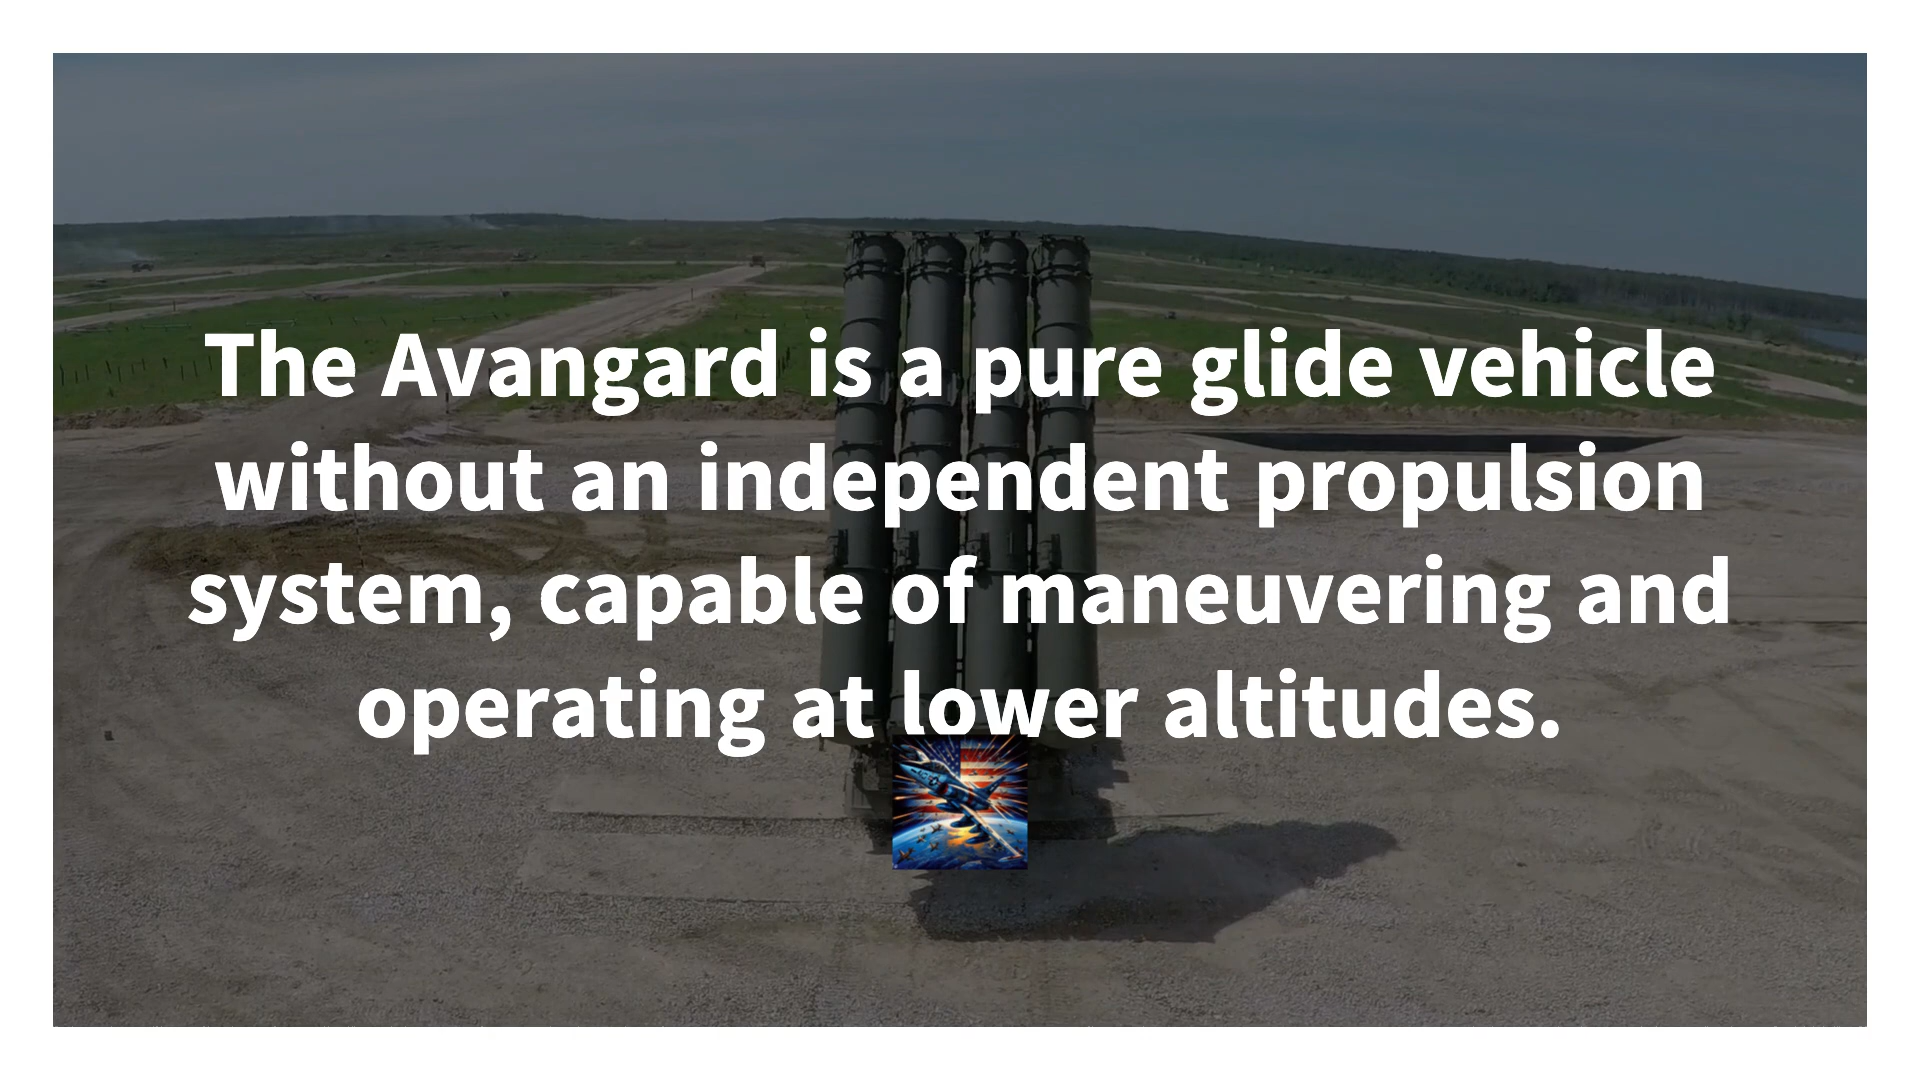 The Avangard is a pure glide vehicle
without an independent propulsion
system, capable of maneuvering and
operating at lower altitudes.